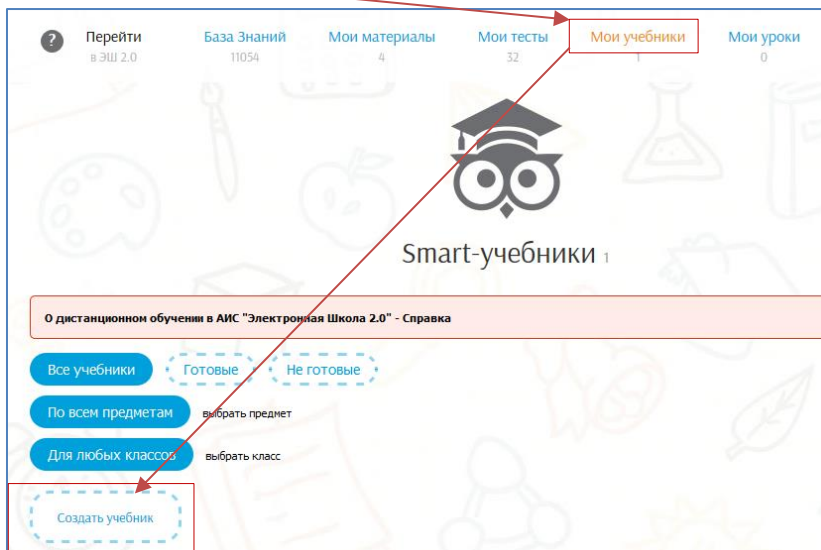 ?
Перейти База Знаний Мои материалы Мои тесты Мои учебники Мои уроки
в ЭШ 2.0 11054 4 32 1 0
Smart-учебники 1
О дистанционном обучении в АИС "Электронная Школа 2.0" - Справка
Все учебники Готовые Не готовые
По всем предметам выбрать предмет
Для любых классов выбрать класс
Создать учебник